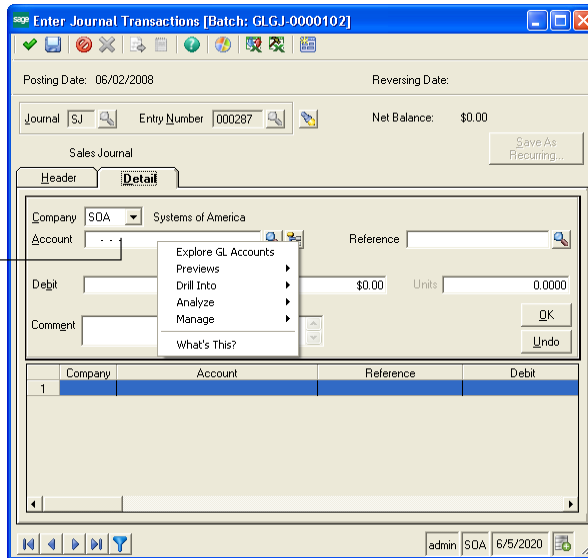 sage Enter Journal Transactions [Batch: GLGJ-0000102]
Posting Date: 06/02/2008 Reversing Date:
Journal SJ Entry Number 000287 Net Balance: $0.00
Save As
Recurring...
Sales Journal
Header Detail
Company SOA Systems of America
Account - - - Reference
Explore GL Accounts
Previews
Drill Into
Analyze
Manage
What's This?
Debit $0.00 Units 0.0000
Comment
OK
Undo
Company Account Reference Debit
1
admin SOA 6/5/2020